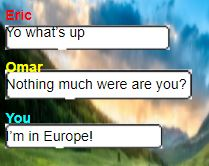 Eric
Yo what's up
Omar
Nothing much were are you?
You
I'm in Europe!